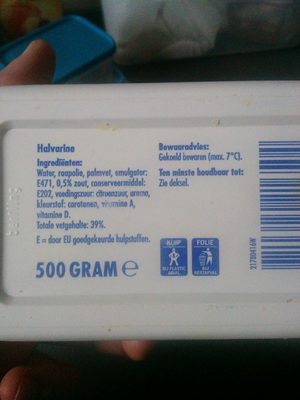 Halvarine
Ingrediënten:
Water, raapolie, palmvet, emulgator:
E471, 0,5% zout, conserveermiddel:
E202, voedingszuur: citroenzuur, aroma,
kleurstof: carotenen, vitamine A,
vitamine D.
Totale vetgehalte: 39%.
E = door EU goedgekeurde hulpstoffen.
500 GRAM e
Bewaaradvies:
Gekoeld bewaren (max. 7°C).
Ten minste houdbaar tot:
Zie deksel.
KUIP
BIJ PLASTIC
AFVAL
FOLIE
BIJ
RESTAFVAL